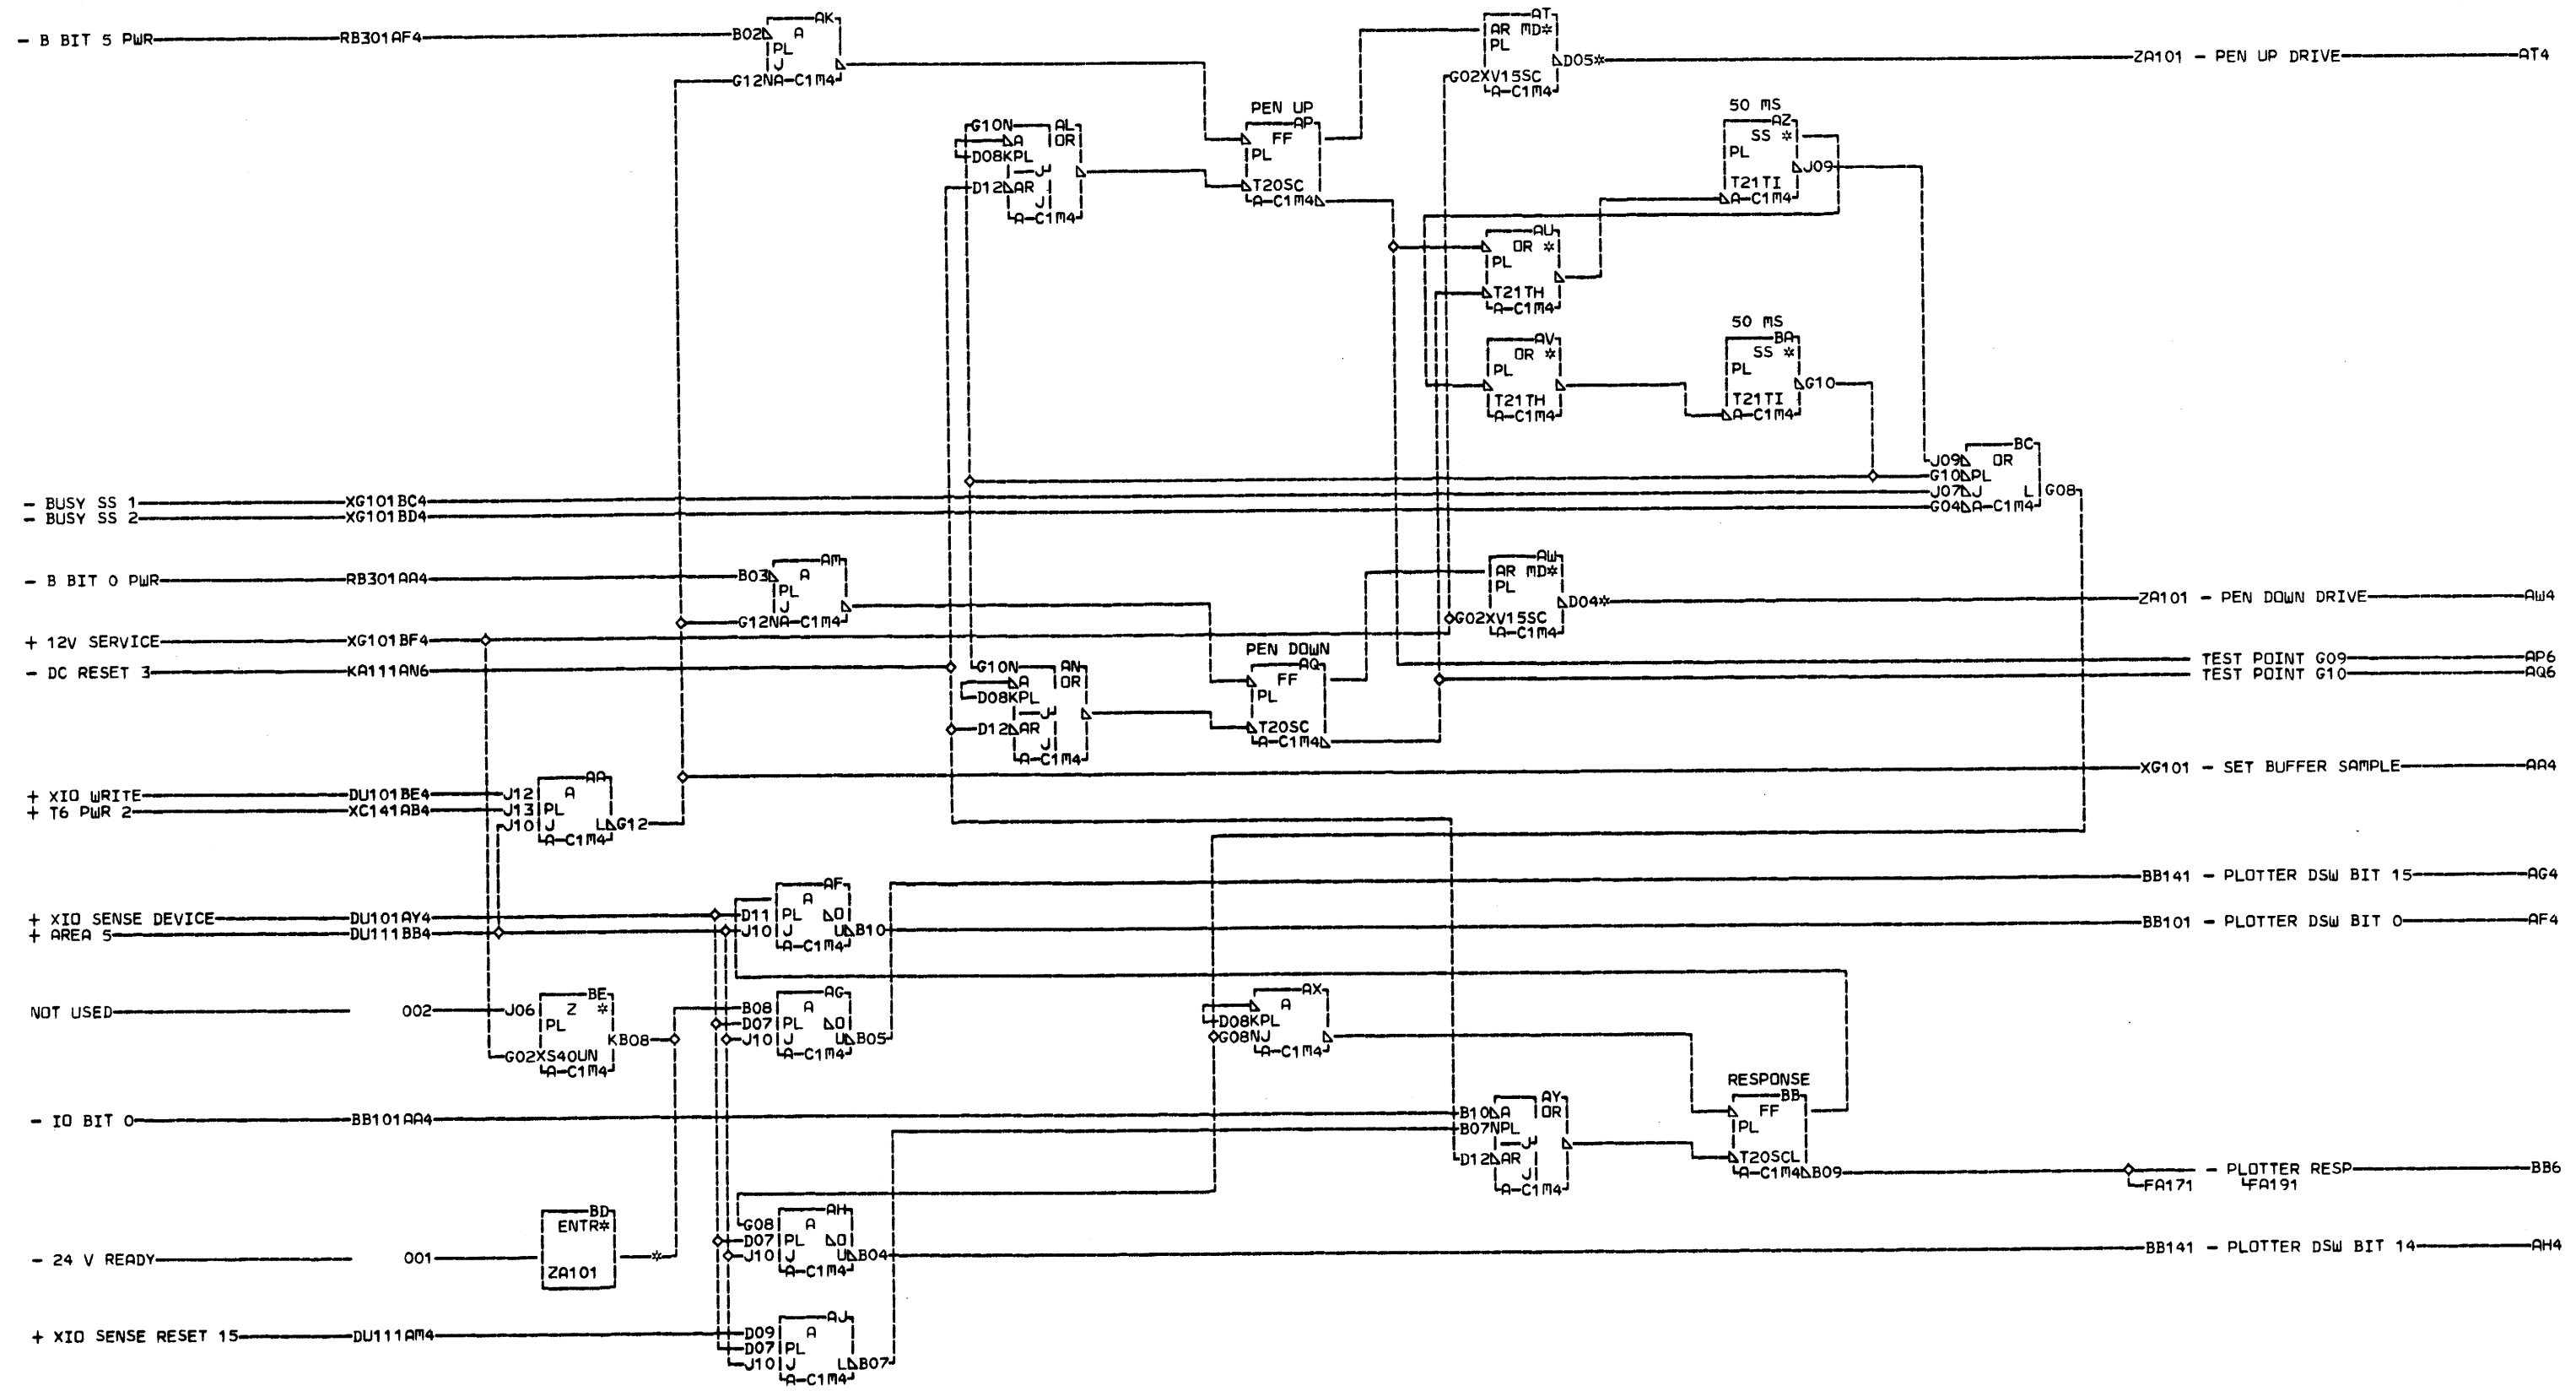 AK
AT
- B BIT 5 PWR RB301AF4 B02 A
AR MD*
PL
PL
J
D05* ZA101 - PEN UP DRIVE AT4
G12NA-C1M4
G02XV15SC
A-C1M4
PEN UP
50 MS
G10N AL
AP
AZ
A OR
FF
SS *
D08KPL
PL
PL
J
J09
D12AR
T20SC
T21TI
J
A-C1M4
A-C1M4
A-C1M4
AU
OR *
PL
T21TH
A-C1M4
50 MS
AV
BA
OR *
SS *
PL
PL
G10
T21TH
T21TI
A-C1M4
A-C1M4
BC
J09 OR
G10 PL
- BUSY SS 1 XG101BC4 J07 J L G08
- BUSY SS 2 XG101BD4 G04 A-C1M4
AM
AW
- B BIT 0 PWR RB301AA4 B03 A
AR MD*
PL
PL
J
D04* ZA101 - PEN DOWN DRIVE AW4
G12NA-C1M4
G02XV15SC
A-C1M4
+ 12V SERVICE XG101BF4
PEN DOWN
TEST POINT G09 AP6
- DC RESET 3 KA111AN6
G10N AN
AQ
TEST POINT G10 AQ6
A OR
FF
D08KPL
PL
J
D12AR
T20SC
J
A-C1M4
A-C1M4
AA
XG101 - SET BUFFER SAMPLE AA4
+ XIO WRITE DU101BE4 J12 A
+ T6 PWR 2 XC141AB4 J13 PL
J10 J L G12
A-C1M4
AF
BB141 - PLOTTER DSW BIT 15 AG4
A
+ XIO SENSE DEVICE DU101AY4 D11 PL DO
+ AREA 5 DU111BB4 J10 J U B10 BB101 - PLOTTER DSW BIT 0 AF4
A-C1M4
BE
AG
AX
NOT USED 002 J06 Z *
B08 A
A
PL
D07 PL DO
D08KPL
KB08
J10 J U B05
G08NJ
G02XS40UN
A-C1M4
A-C1M4
A-C1M4
RESPONSE
AY
BB
- IO BIT 0 BB101AA4 B10 A OR
FF
B07NPL
PL
J
D12AR
T20SCL
J
A-C1M4 B09 - PLOTTER RESP BB6
A-C1M4
FA171 FA191
BD
AH
ENTR*
G08 A
D07 PL DO
- 24 V READY 001 *
J10 J U B04 BB141 - PLOTTER DSW BIT 14 AH4
ZA101
A-C1M4
AJ
+ XIO SENSE RESET 15 DU111AM4 D09 A
D07 PL
J10 J L B07
A-C1M4